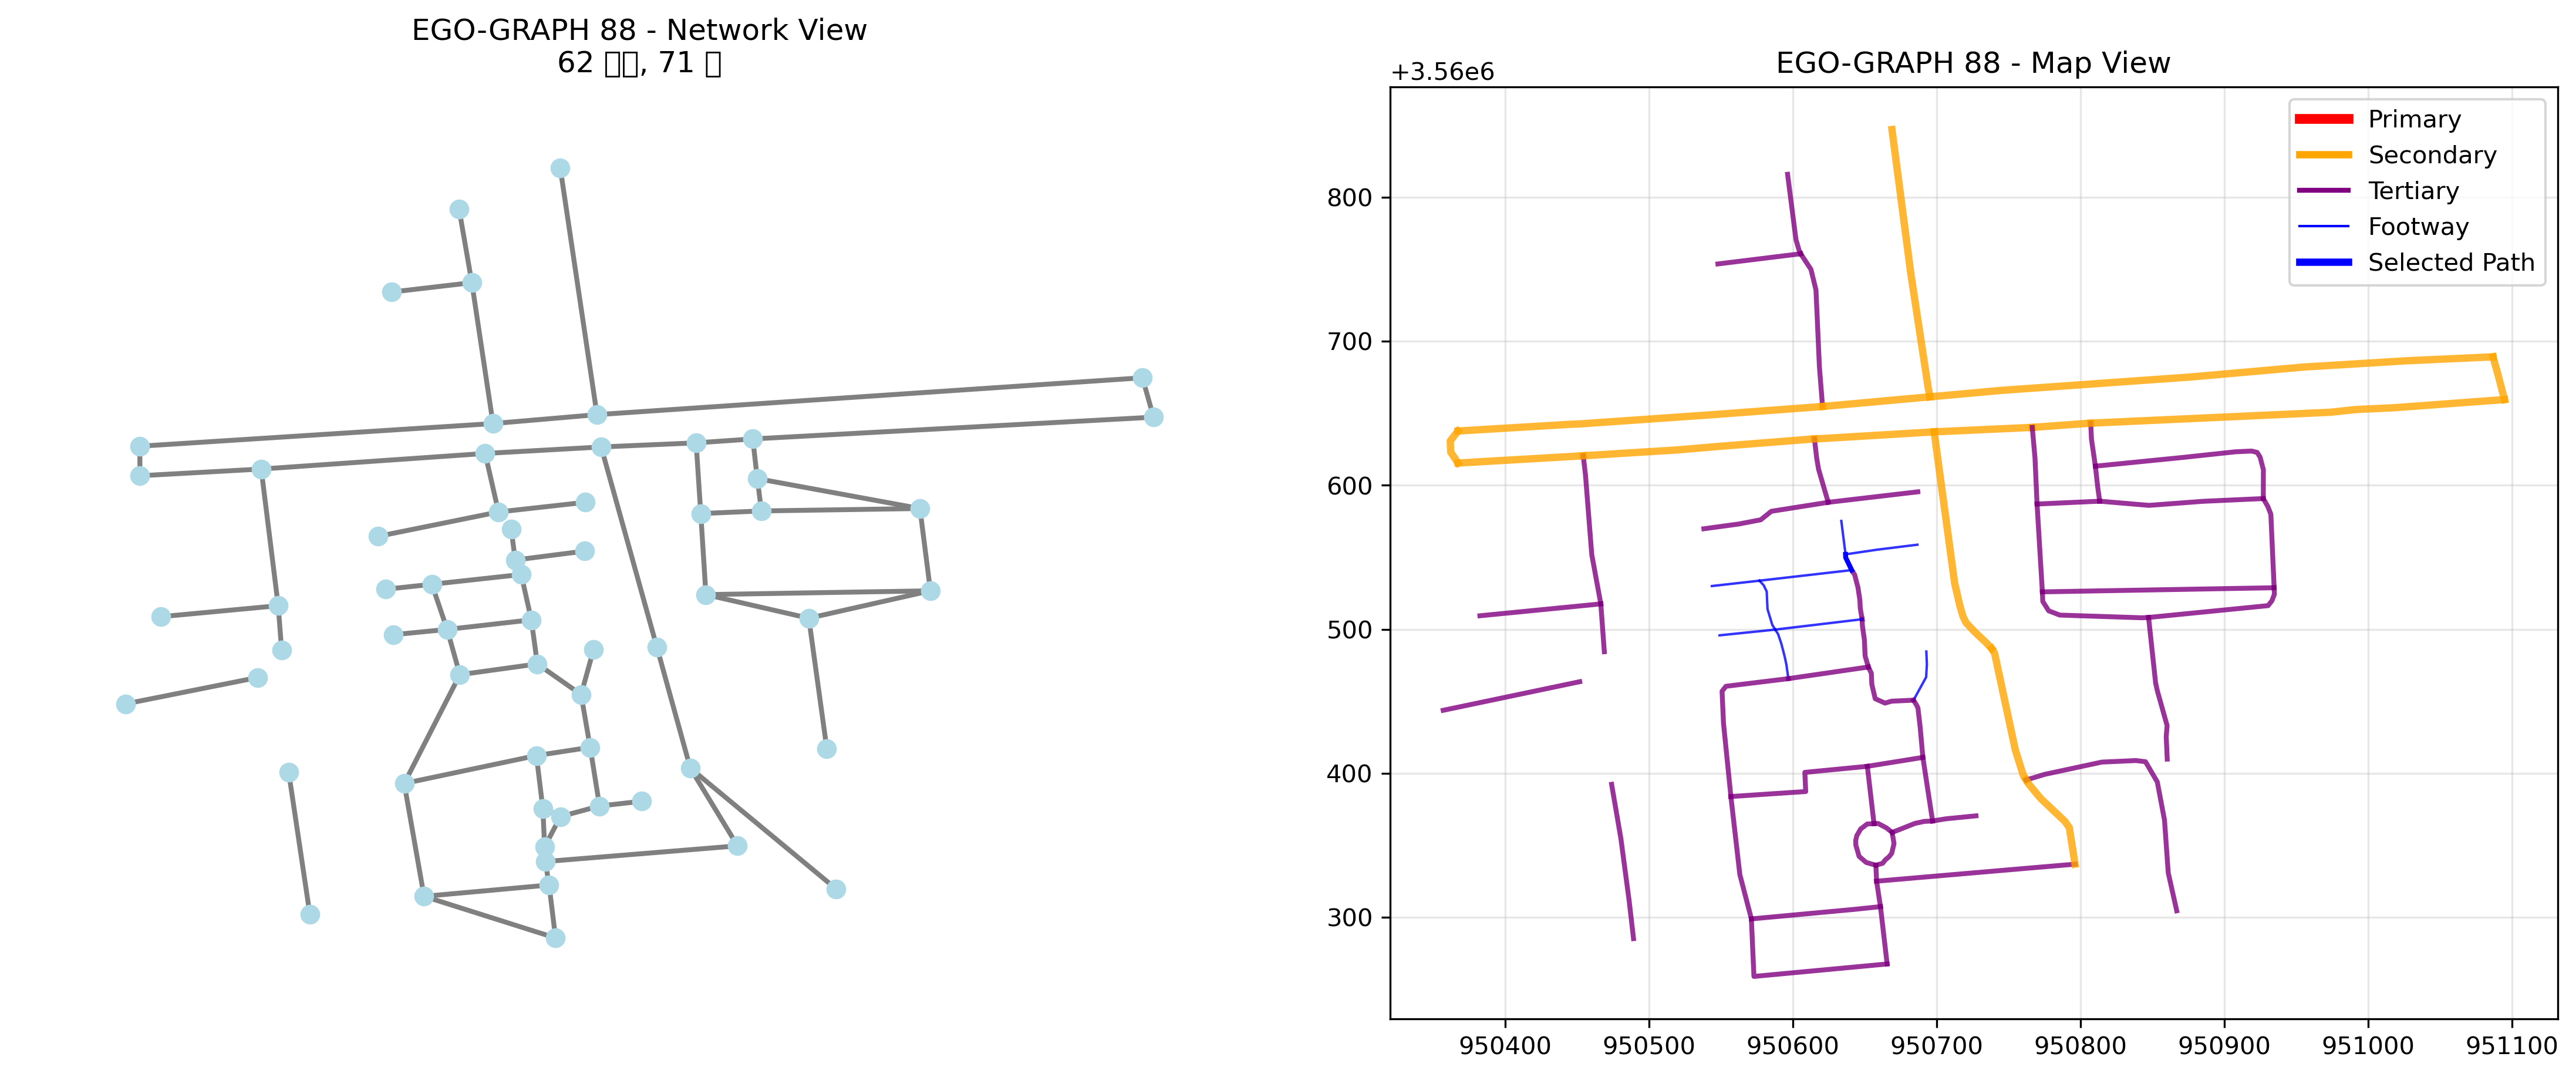 EGO-GRAPH 88 - Network View
62 , 71
EGO-GRAPH 88 - Map View
+3.56e6
Primary
Secondary
Tertiary
Footway
Selected Path
800
700
600
500
400
300
950400 950500 950600 950700 950800 950900 951000 951100